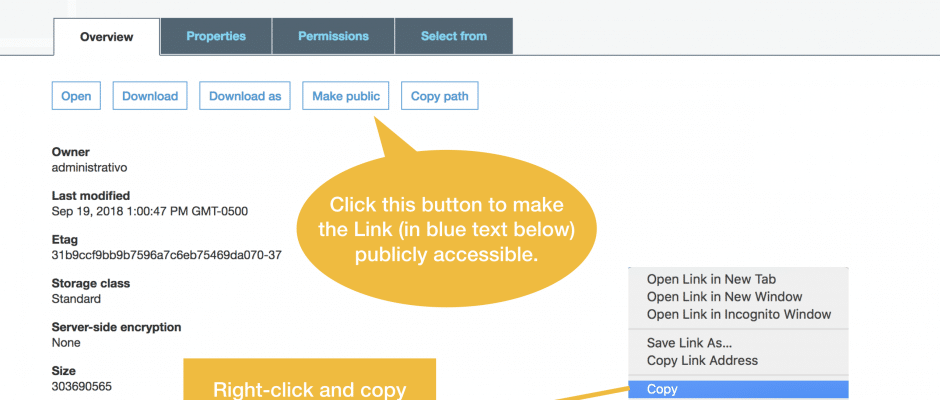 Overview Properties Permissions Select from
Open Download Download as Make public Copy path
Owner
administrativo
Last modified
Sep 19, 2018 1:00:47 PM GMT-0500
Etag
31b9ccf9bb9b7596a7c6eb75469da070-37
Storage class
Standard
Server-side encryption
None
Size
303690565
Click this button to make
the Link (in blue text below)
publicly accessible.
Right-click and copy
Open Link in New Tab
Open Link in New Window
Open Link in Incognito Window
Save Link As...
Copy Link Address
Copy